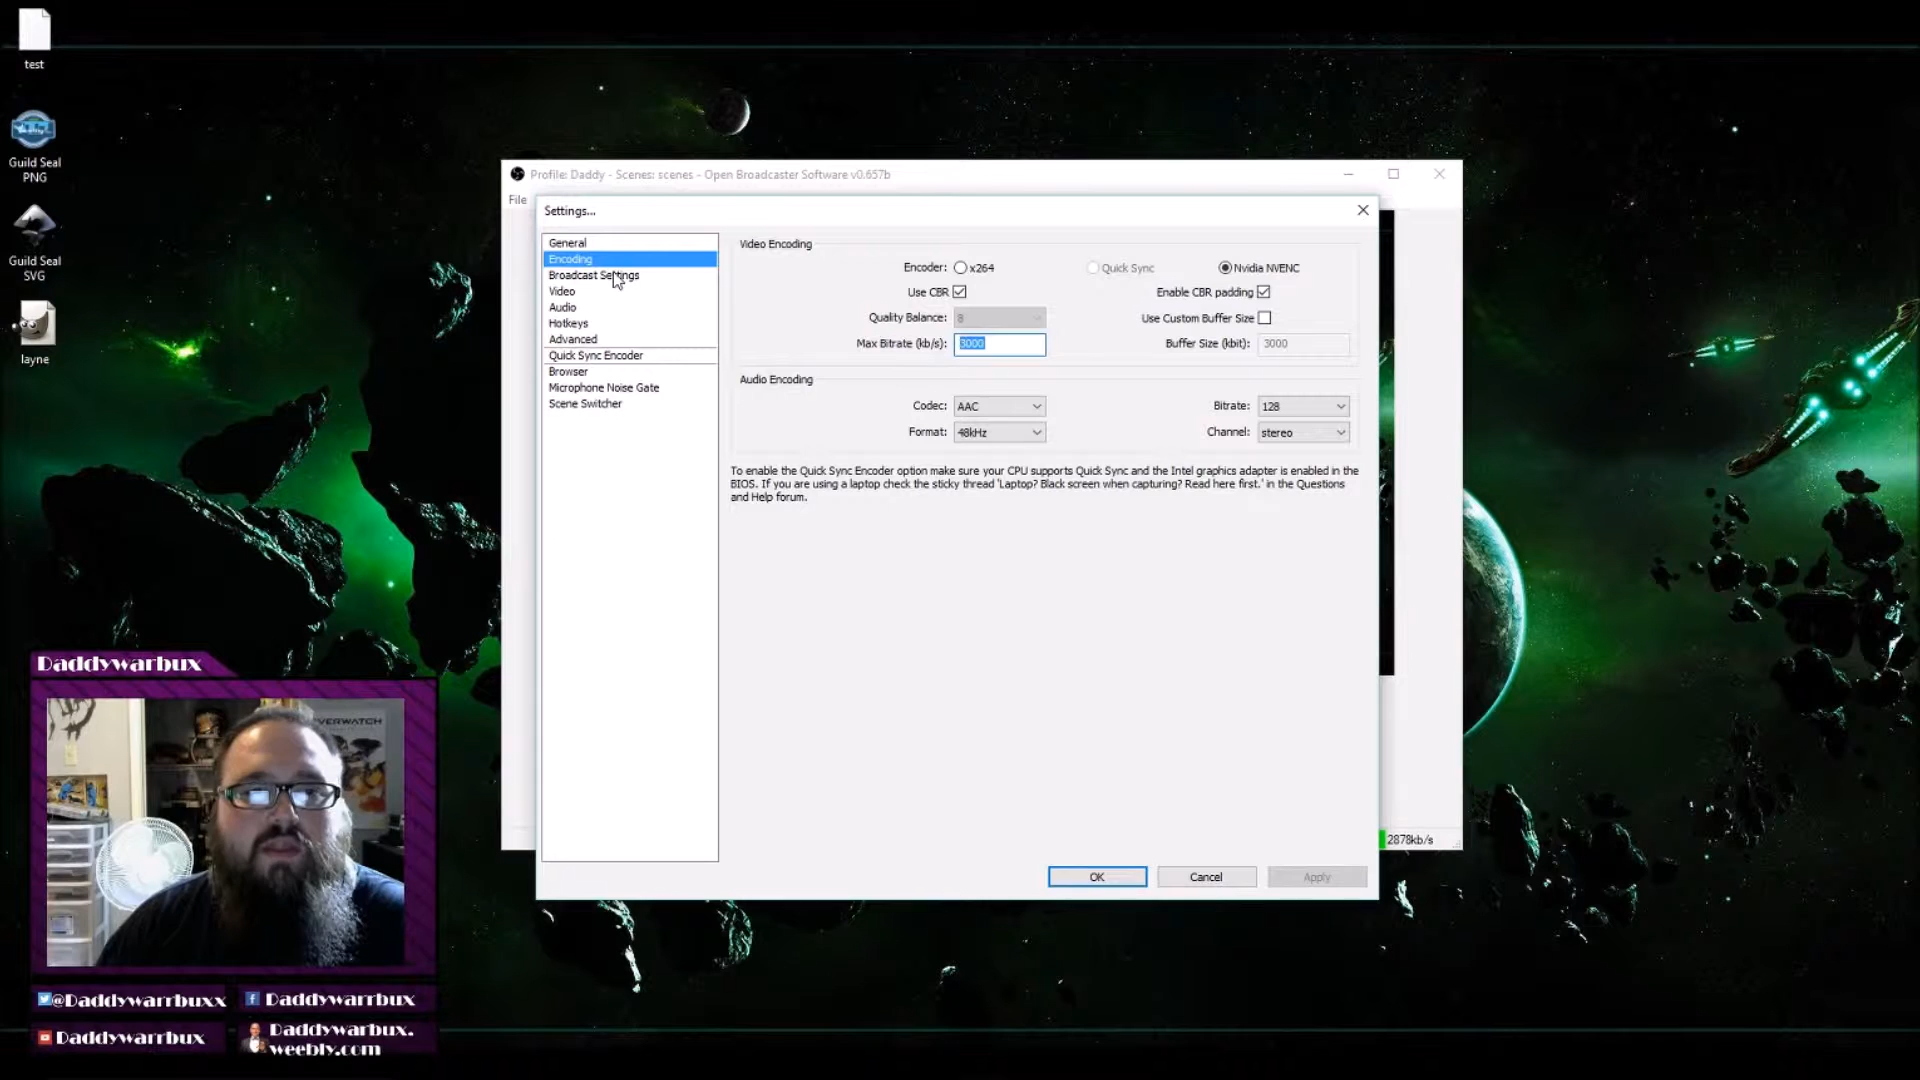 test
Guild Seal
PNG
Guild Seal
SVG
layne
Profile: Daddy - Scenes: scenes - Open Broadcaster Software v0.657b
File
Settings...
General
Encoding
Broadcast Settings
Video
Audio
Hotkeys
Advanced
Quick Sync Encoder
Browser
Microphone Noise Gate
Scene Switcher
Video Encoding
Encoder: x264 Quick Sync Nvidia NVENC
Use CBR Enable CBR padding
Quality Balance: 8 Use Custom Buffer Size
Max Bitrate (kb/s): 3000 Buffer Size (kbit): 3000
Audio Encoding
Codec: AAC Bitrate: 128
Format: 48kHz Channel: stereo
To enable the Quick Sync Encoder option make sure your CPU supports Quick Sync and the Intel graphics adapter is enabled in the
BIOS. If you are using a laptop check the sticky thread 'Laptop? Black screen when capturing? Read here first.' in the Questions
and Help forum.
2878kb/s
OK Cancel Apply
Daddywarbux
OVERWATCH
@Daddywarrbuxx Daddywarrbux
Daddywarrbux Daddywarbux.
weebly.com